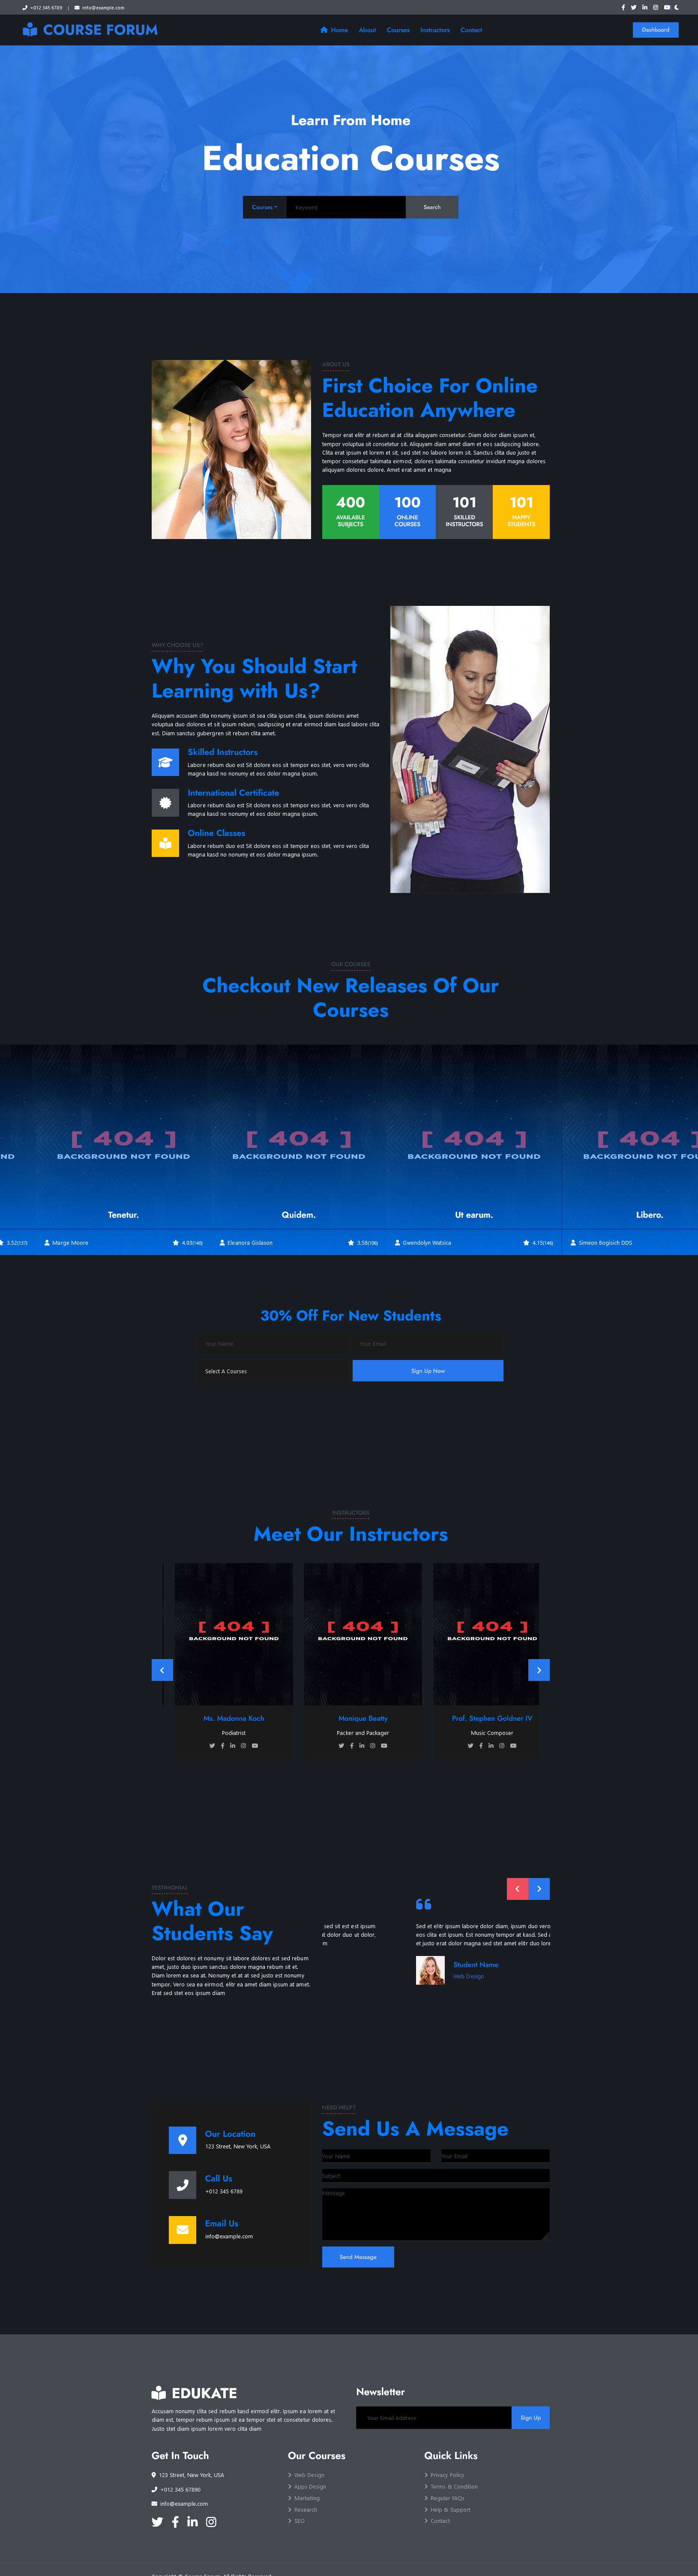 +012 345 6789 | info@example.com
COURSE FORUM
Home About Courses Instructors Contact
Dashboard
Learn From Home
Education Courses
Courses Keyword Search
ABOUT US
First Choice For Online
Education Anywhere
Tempor erat elitr at rebum at at clita aliquyam consetetur. Diam dolor diam ipsum et,
tempor voluptua sit consetetur sit. Aliquyam diam amet diam et eos sadipscing labore.
Clita erat ipsum et lorem et sit, sed stet no labore lorem sit. Sanctus clita duo justo et
tempor consetetur takimata eirmod, dolores takimata consetetur invidunt magna dolores
aliquyam dolores dolore. Amet erat amet et magna
400 100 101 101
AVAILABLE ONLINE SKILLED HAPPY
SUBJECTS COURSES INSTRUCTORS STUDENTS
WHY CHOOSE US?
Why You Should Start
Learning with Us?
Aliquyam accusam clita nonumy ipsum sit sea clita ipsum clita, ipsum dolores amet
voluptua duo dolores et sit ipsum rebum, sadipscing et erat eirmod diam kasd labore clita
est. Diam sanctus gubergren sit rebum clita amet.
Skilled Instructors
Labore rebum duo est Sit dolore eos sit tempor eos stet, vero vero clita
magna kasd no nonumy et eos dolor magna ipsum.
International Certificate
Labore rebum duo est Sit dolore eos sit tempor eos stet, vero vero clita
magna kasd no nonumy et eos dolor magna ipsum.
Online Classes
Labore rebum duo est Sit dolore eos sit tempor eos stet, vero vero clita
magna kasd no nonumy et eos dolor magna ipsum.
OUR COURSES
Checkout New Releases Of Our
Courses
[ 404 ] [ 404 ] [ 404 ] [ 404 ]
ND BACKGROUND NOT FOUND BACKGROUND NOT FOUND BACKGROUND NOT FOUND BACKGROUND NOT FOU
Tenetur. Quidem. Ut earum. Libero.
3.52(137) Marge Moore 4.93(148) Eleanora Gislason 3.58(106) Gwendolyn Watsica 4.15(146) Simeon Bogisich DDS
30% Off For New Students
Your Name Your Email
Select A Courses Sign Up Now
INSTRUCTORS
Meet Our Instructors
[ 404 ] [ 404 ] [ 404 ]
BACKGROUND NOT FOUND BACKGROUND NOT FOUND BACKGROUND NOT FOUND
Ms. Madonna Koch Monique Beatty Prof. Stephen Goldner IV
Podiatrist Packer and Packager Music Composer
TESTIMONIAL
What Our
Students Say
Dolor est dolores et nonumy sit labore dolores est sed rebum
amet, justo duo ipsum sanctus dolore magna rebum sit et.
Diam lorem ea sea at. Nonumy et at at sed justo est nonumy
tempor. Vero sea ea eirmod, elitr ea amet diam ipsum at amet.
Erat sed stet eos ipsum diam
sed sit est est ipsum
t dolor duo ut dolor,
m
Sed et elitr ipsum labore dolor diam, ipsum duo vero
eos clita est ipsum. Est nonumy tempor at kasd. Sed a
et justo erat dolor magna sed stet amet elitr duo lore
Student Name
Web Design
Our Location
123 Street, New York, USA
Call Us
+012 345 6789
Email Us
info@example.com
NEED HELP?
Send Us A Message
Your Name Your Email
Subject
Message
Send Message
EDUKATE
Accusam nonumy clita sed rebum kasd eirmod elitr. Ipsum ea lorem at et
diam est, tempor rebum ipsum sit ea tempor stet et consetetur dolores.
Justo stet diam ipsum lorem vero clita diam
Newsletter
Your Email Address Sign Up
Get In Touch
123 Street, New York, USA
+012 345 67890
info@example.com
Our Courses
Web Design
Apps Design
Marketing
Research
SEO
Quick Links
Privacy Policy
Terms & Condition
Regular FAQs
Help & Support
Contact